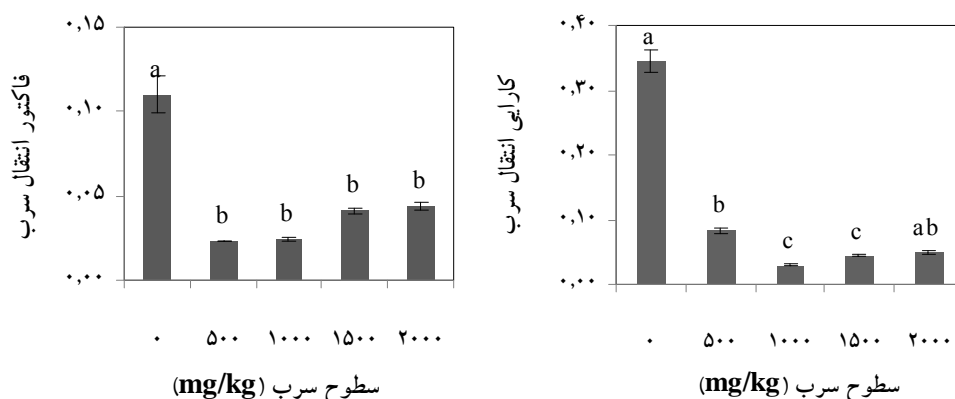 ۰,۱۵
۰,۱۰
۰,۰۵
۰,۰۰
فاکتور انتقال سرب
a
b
b
b
b
۰
۵۰۰
۱۰۰۰
۱۵۰۰
۲۰۰۰
سطوح سرب (mg/kg)
۰,۴۰
۰,۳۰
۰,۲۰
۰,۱۰
۰,۰۰
کارایی انتقال سرب
a
b
c
c
ab
۰
۵۰۰
۱۰۰۰
۱۵۰۰
۲۰۰۰
سطوح سرب (mg/kg)